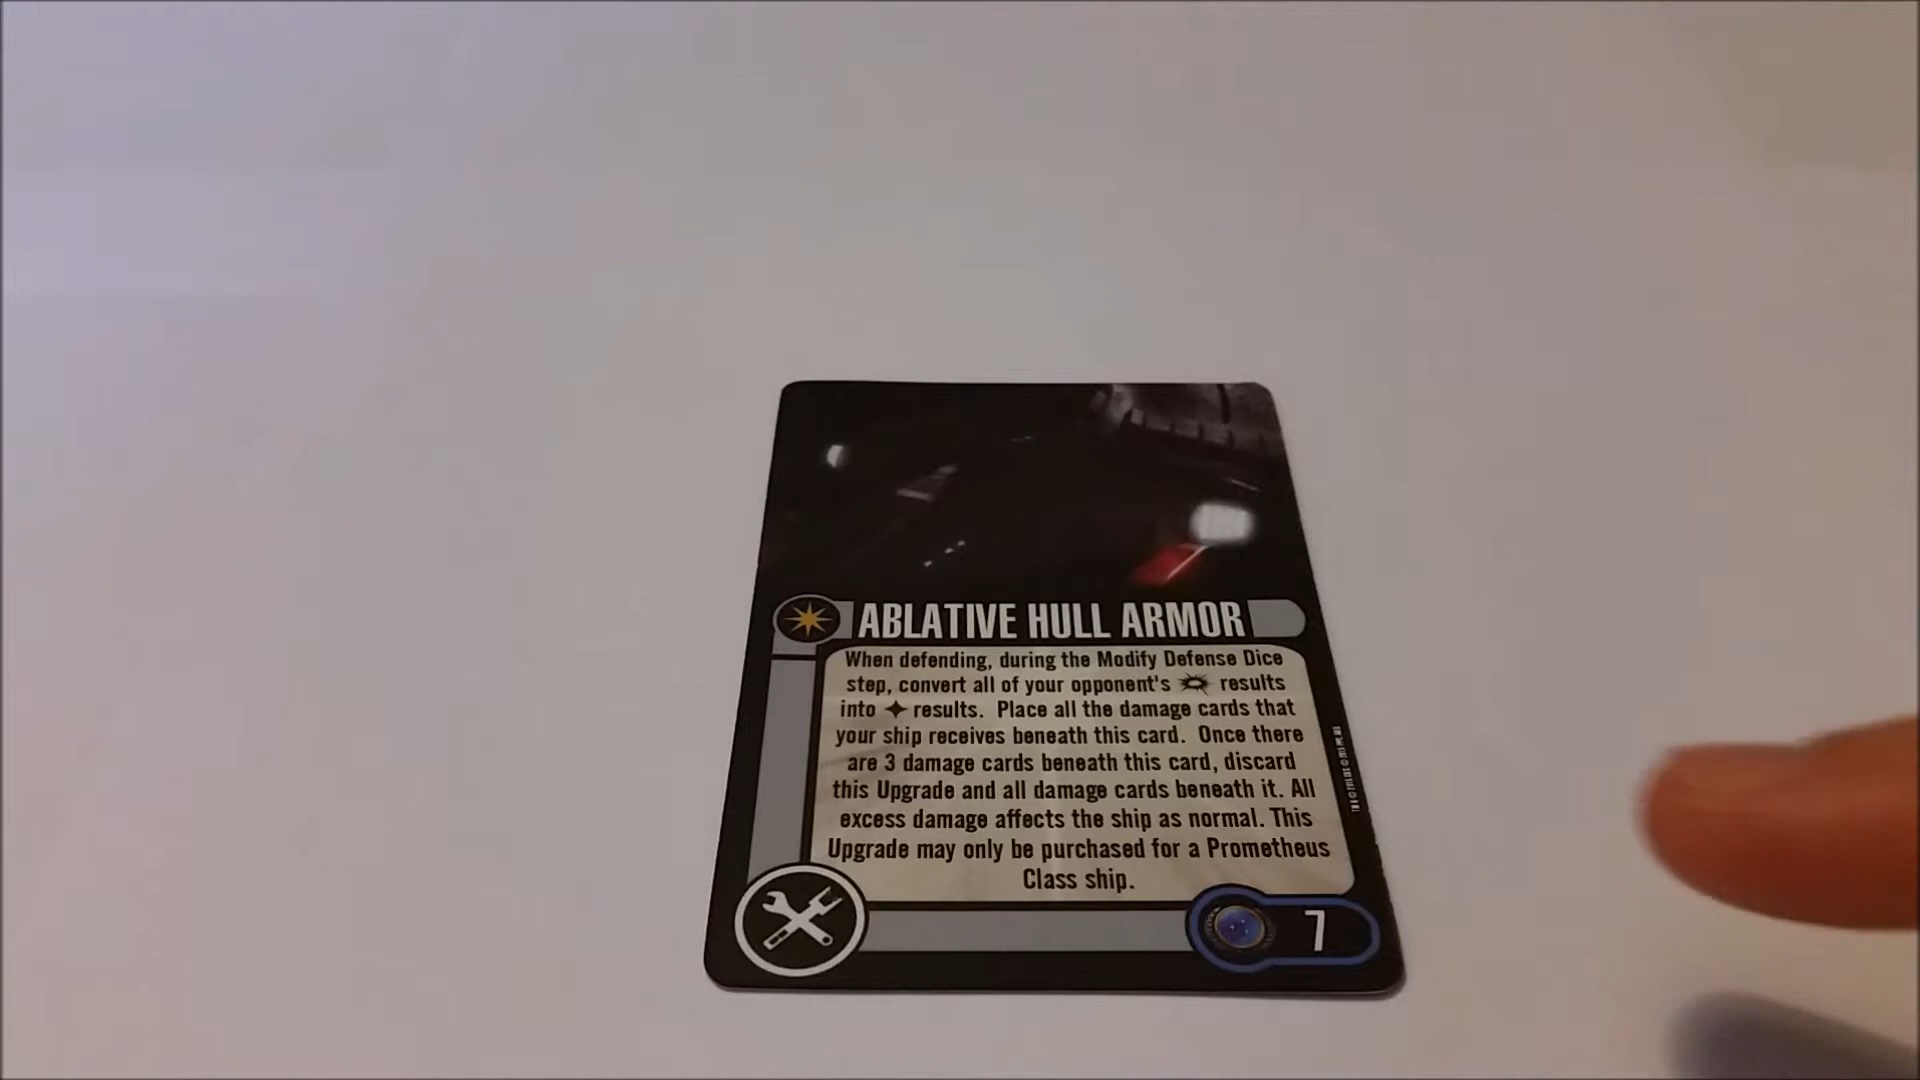 ABLATIVE HULL ARMOR
When defending, during the Modify Defense Dice
step, convert all of your opponent's results
into results. Place all the damage cards that
your ship receives beneath this card. Once there
are 3 damage cards beneath this card, discard
this Upgrade and all damage cards beneath it. All
excess damage affects the ship as normal. This
Upgrade may only be purchased for a Prometheus
Class ship.
7